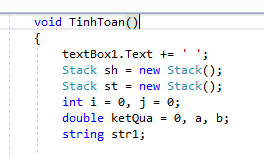 void TinhToan()
{
textBox1.Text += ' ';
Stack sh = new Stack();
Stack st = new Stack();
int i = 0, j = 0;
double ketQua = 0, a, b;
string str1;